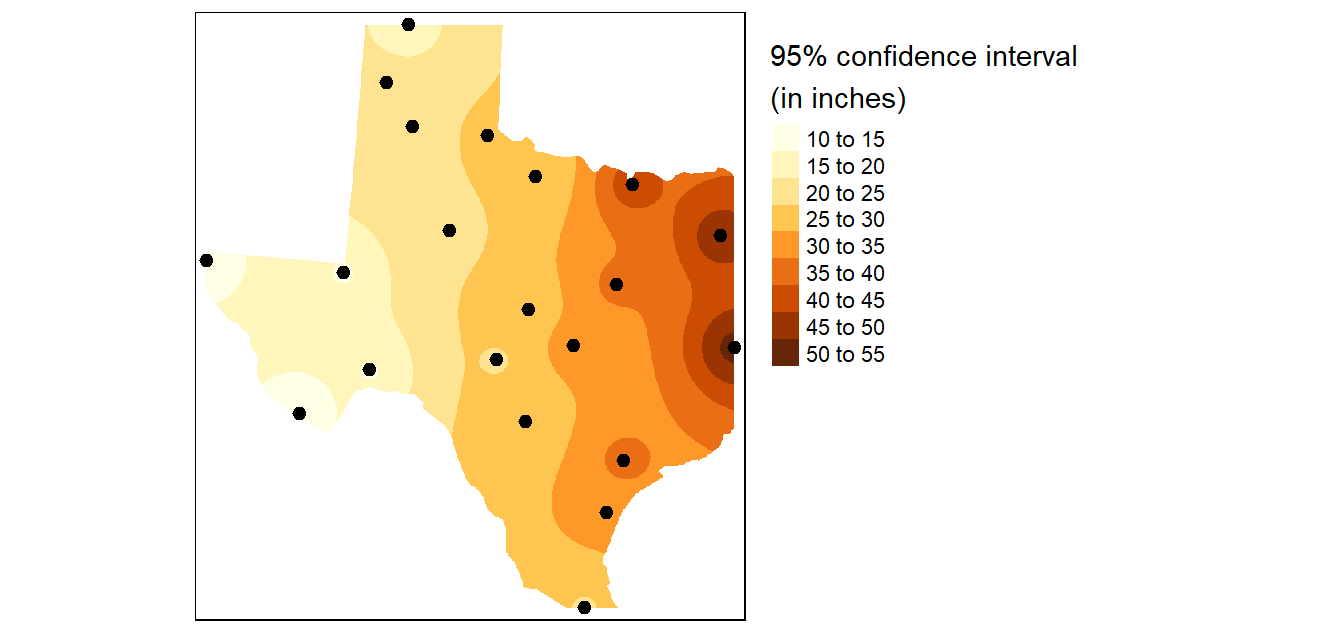 95% confidence interval
(in inches)
10 to 15
15 to 20
20 to 25
25 to 30
30 to 35
35 to 40
40 to 45
45 to 50
50 to 55